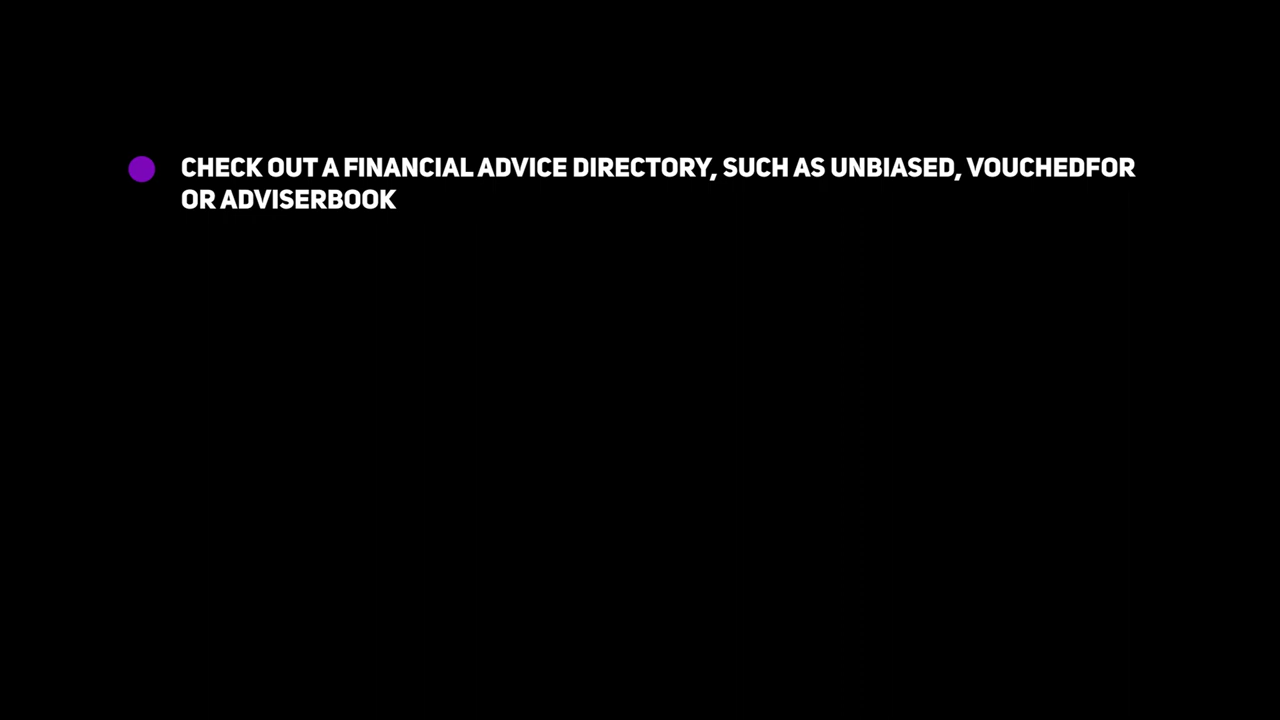 CHECK OUT A FINANCIAL ADVICE DIRECTORY, SUCH AS UNBIASED, VOUCHEDFOR
OR ADVISERBOOK